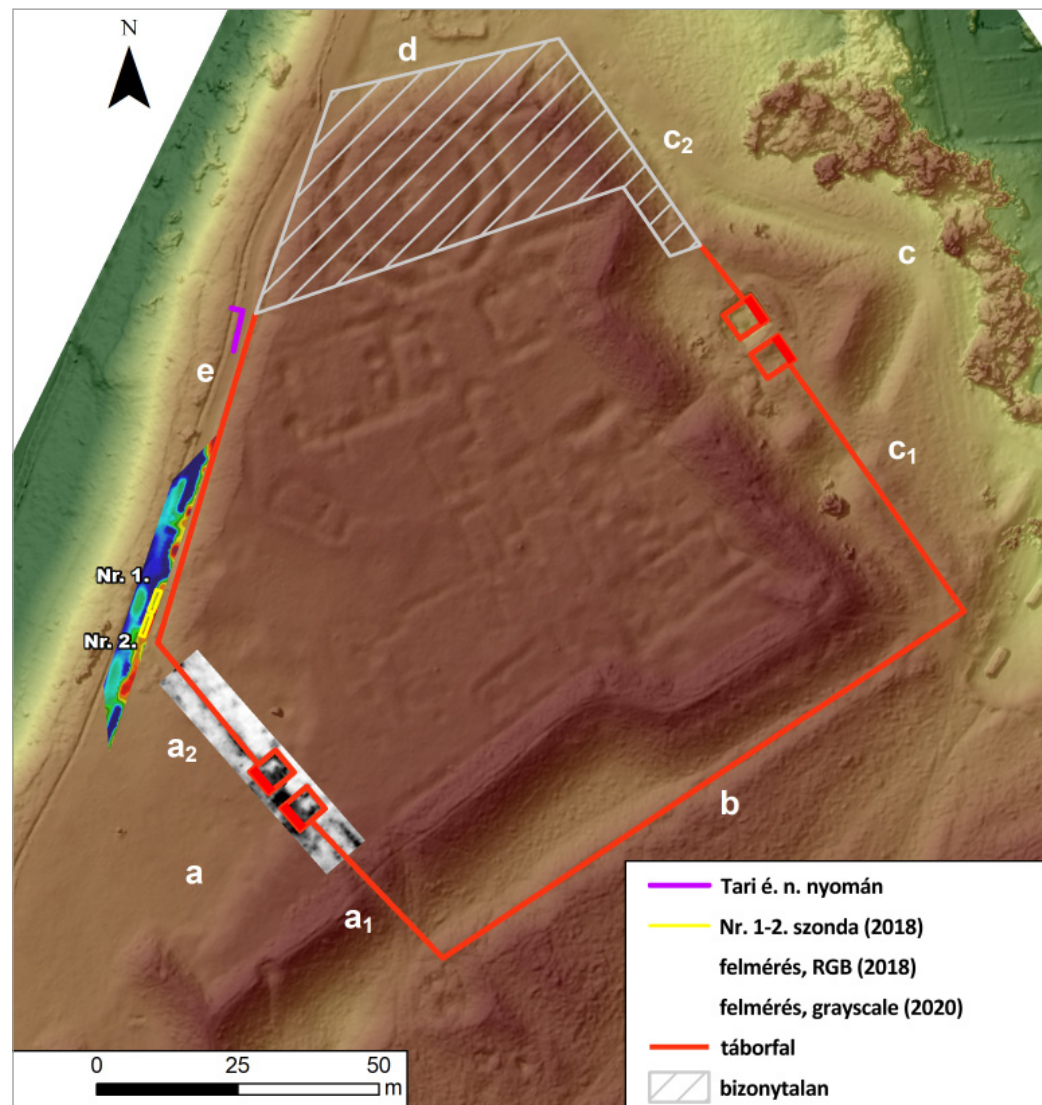 N
d
c₂
c
e
c₁
Nr. 1.
Nr. 2.
a₂
b
a
a₁
Tari é. n. nyomán
Nr. 1-2. szonda (2018)
felmérés, RGB (2018)
felmérés, grayscale (2020)
táborfal
bizonytalan
0 25 50
m